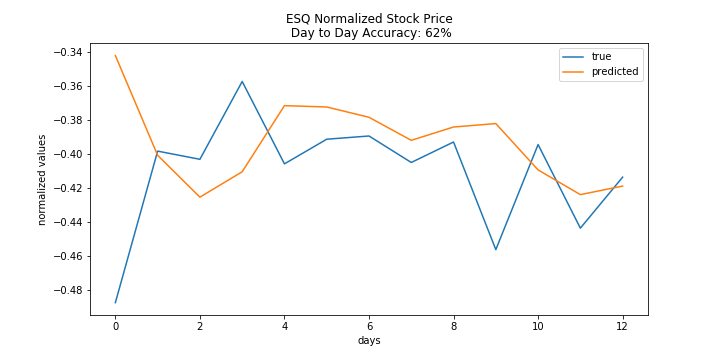 ESQ Normalized Stock Price
Day to Day Accuracy: 62%
true
predicted
−0.34
−0.36
−0.38
−0.40
−0.42
−0.44
−0.46
−0.48
normalized values
0 2 4 6 8 10 12
days